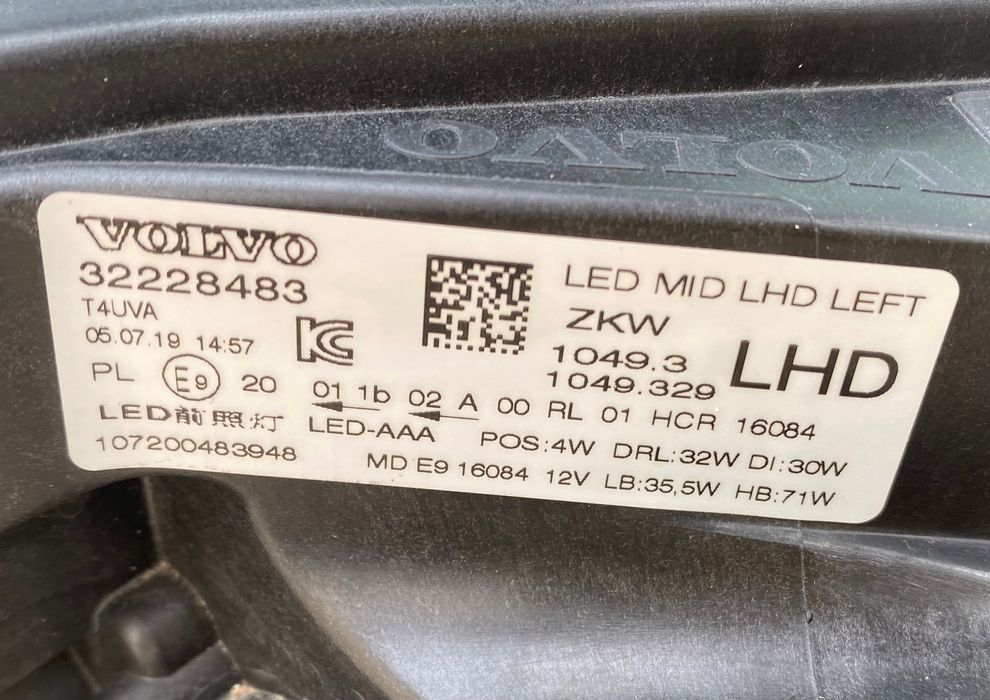 VOLVO
VOLVO
32228483
T4UVA
05.07.19 14:57
PL E9 20 01 1b 02 A 00 RL 01 HCR 16084
LED前照灯 LED-AAA POS:4W DRL:32W DI:30W
107200483948 MD E9 16084 12V LB:35,5W HB:71W
LED MID LHD LEFT
ZKW
1049.3
1049.329
LHD